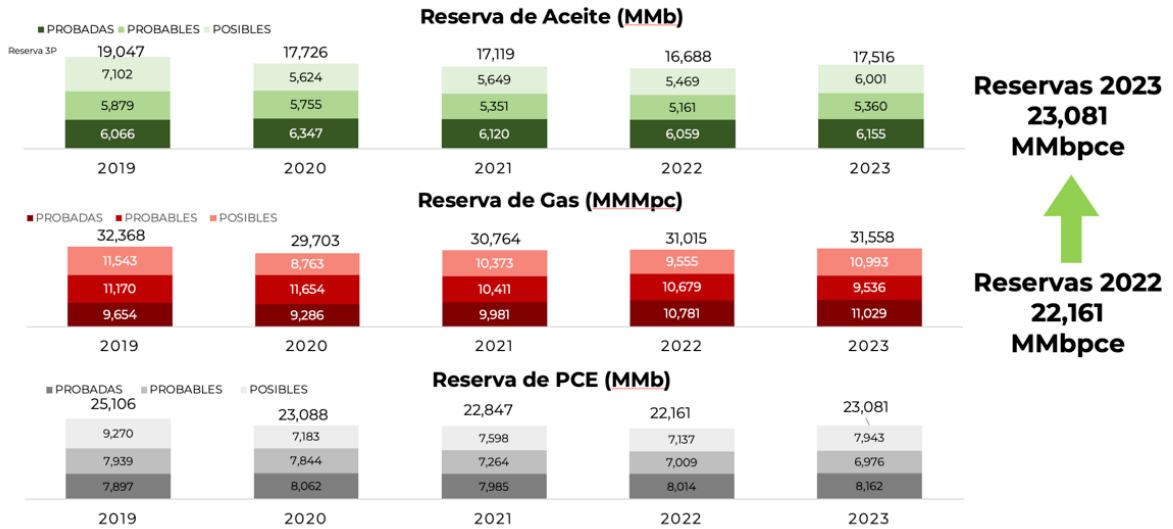 Reserva de Aceite (MMb)
PROBADAS PROBABLES POSIBLES
Reserva 3P
19,047 17,726 17,119 16,688 17,516
7,102 5,624 5,649 5,469 6,001
5,879 5,755 5,351 5,161 5,360
6,066 6,347 6,120 6,059 6,155
2019 2020 2021 2022 2023
Reserva de Gas (MMMpc)
PROBADAS PROBABLES POSIBLES
32,368 29,703 30,764 31,015 31,558
11,543 8,763 10,373 9,555 10,993
11,170 11,654 10,411 10,679 9,536
9,654 9,286 9,981 10,781 11,029
2019 2020 2021 2022 2023
Reserva de PCE (MMb)
PROBADAS PROBABLES POSIBLES
25,106 23,088 22,847 22,161 23,081
9,270 7,183 7,598 7,137 7,943
7,939 7,844 7,264 7,009 6,976
7,897 8,062 7,985 8,014 8,162
2019 2020 2021 2022 2023
Reservas 2023
23,081
MMbpce
Reservas 2022
22,161
MMbpce